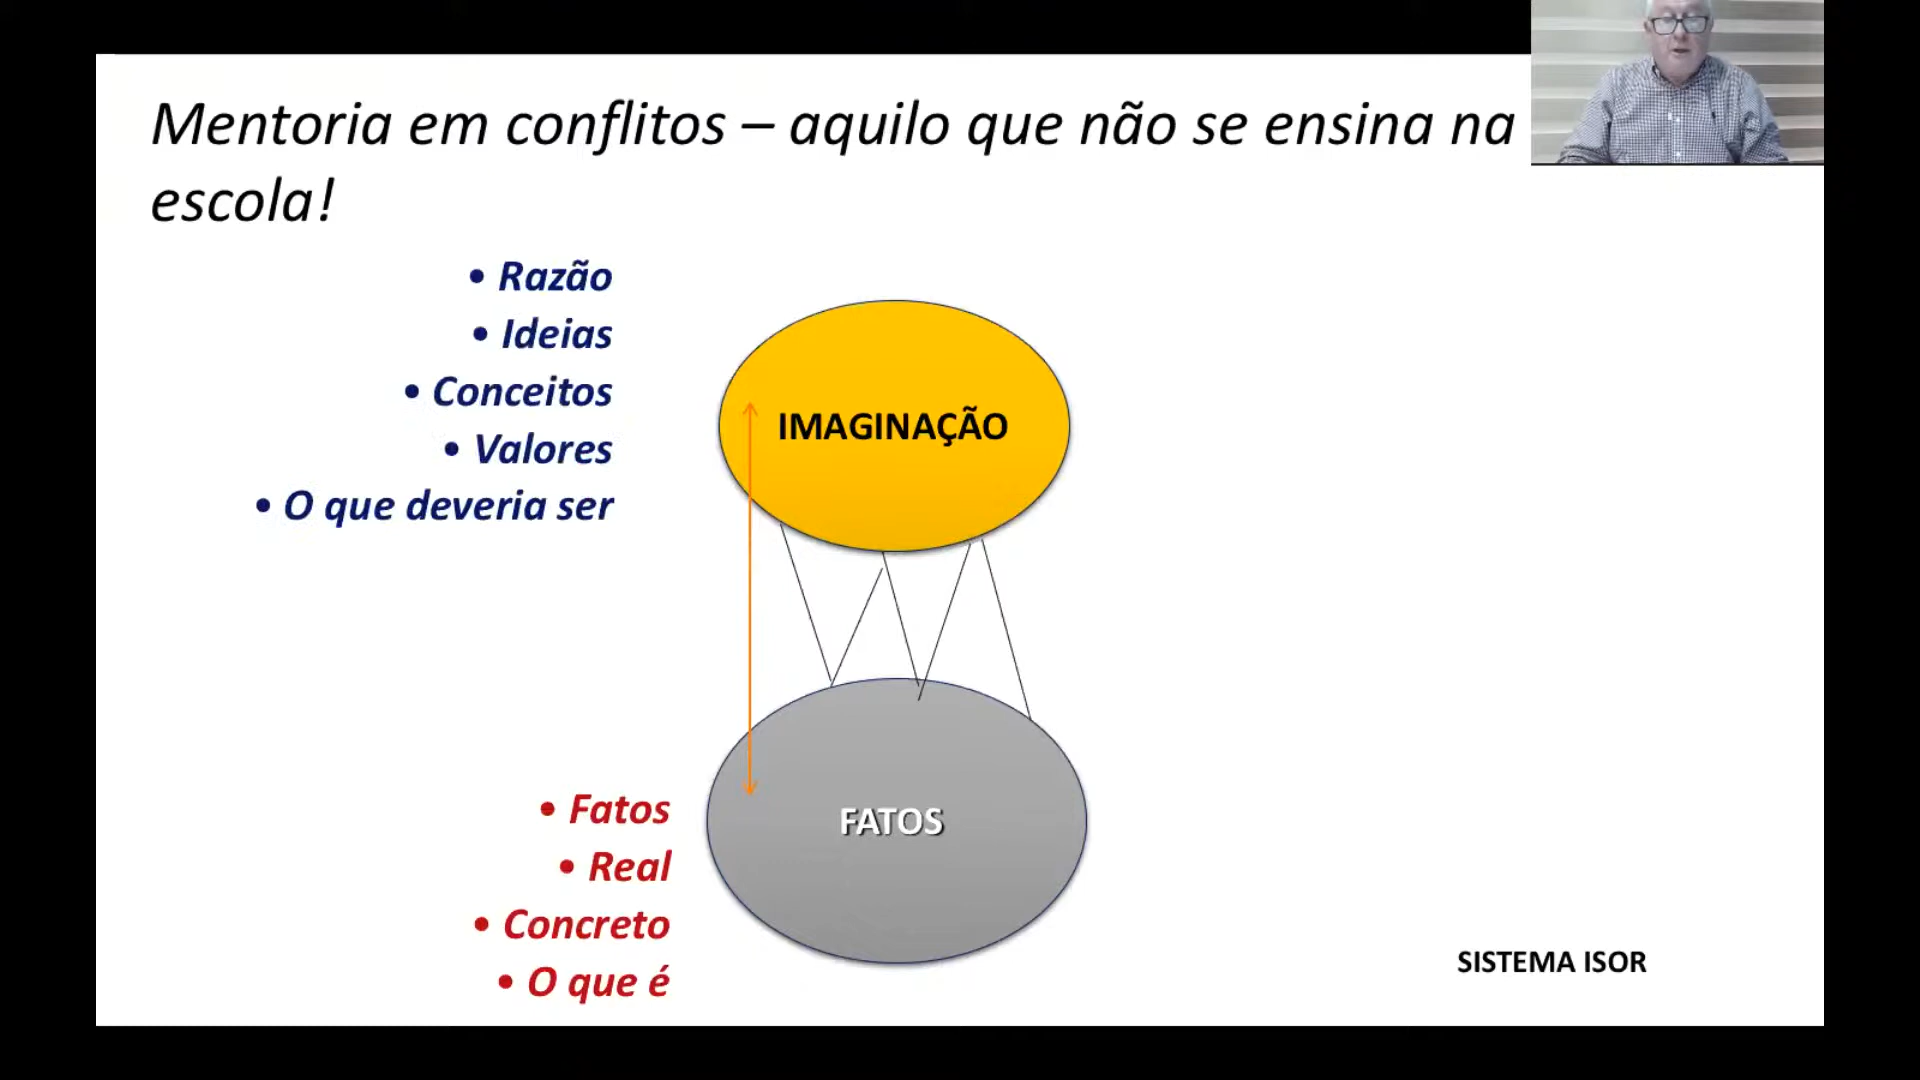 Mentoria em conflitos – aquilo que não se ensina na
escola!
• Razão
• Ideias
• Conceitos
• Valores
• O que deveria ser
IMAGINAÇÃO
FATOS
• Fatos
• Real
• Concreto
• O que é
SISTEMA ISOR